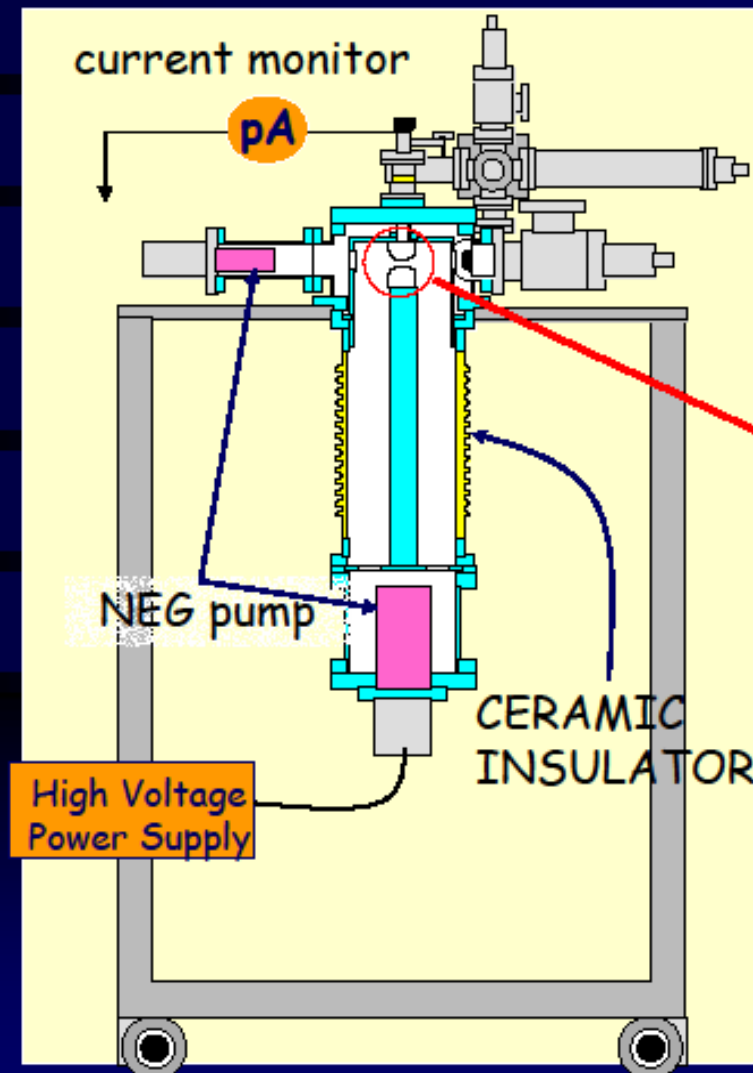 current monitor
pA
NEG pump
CERAMIC
INSULATOR
High Voltage
Power Supply